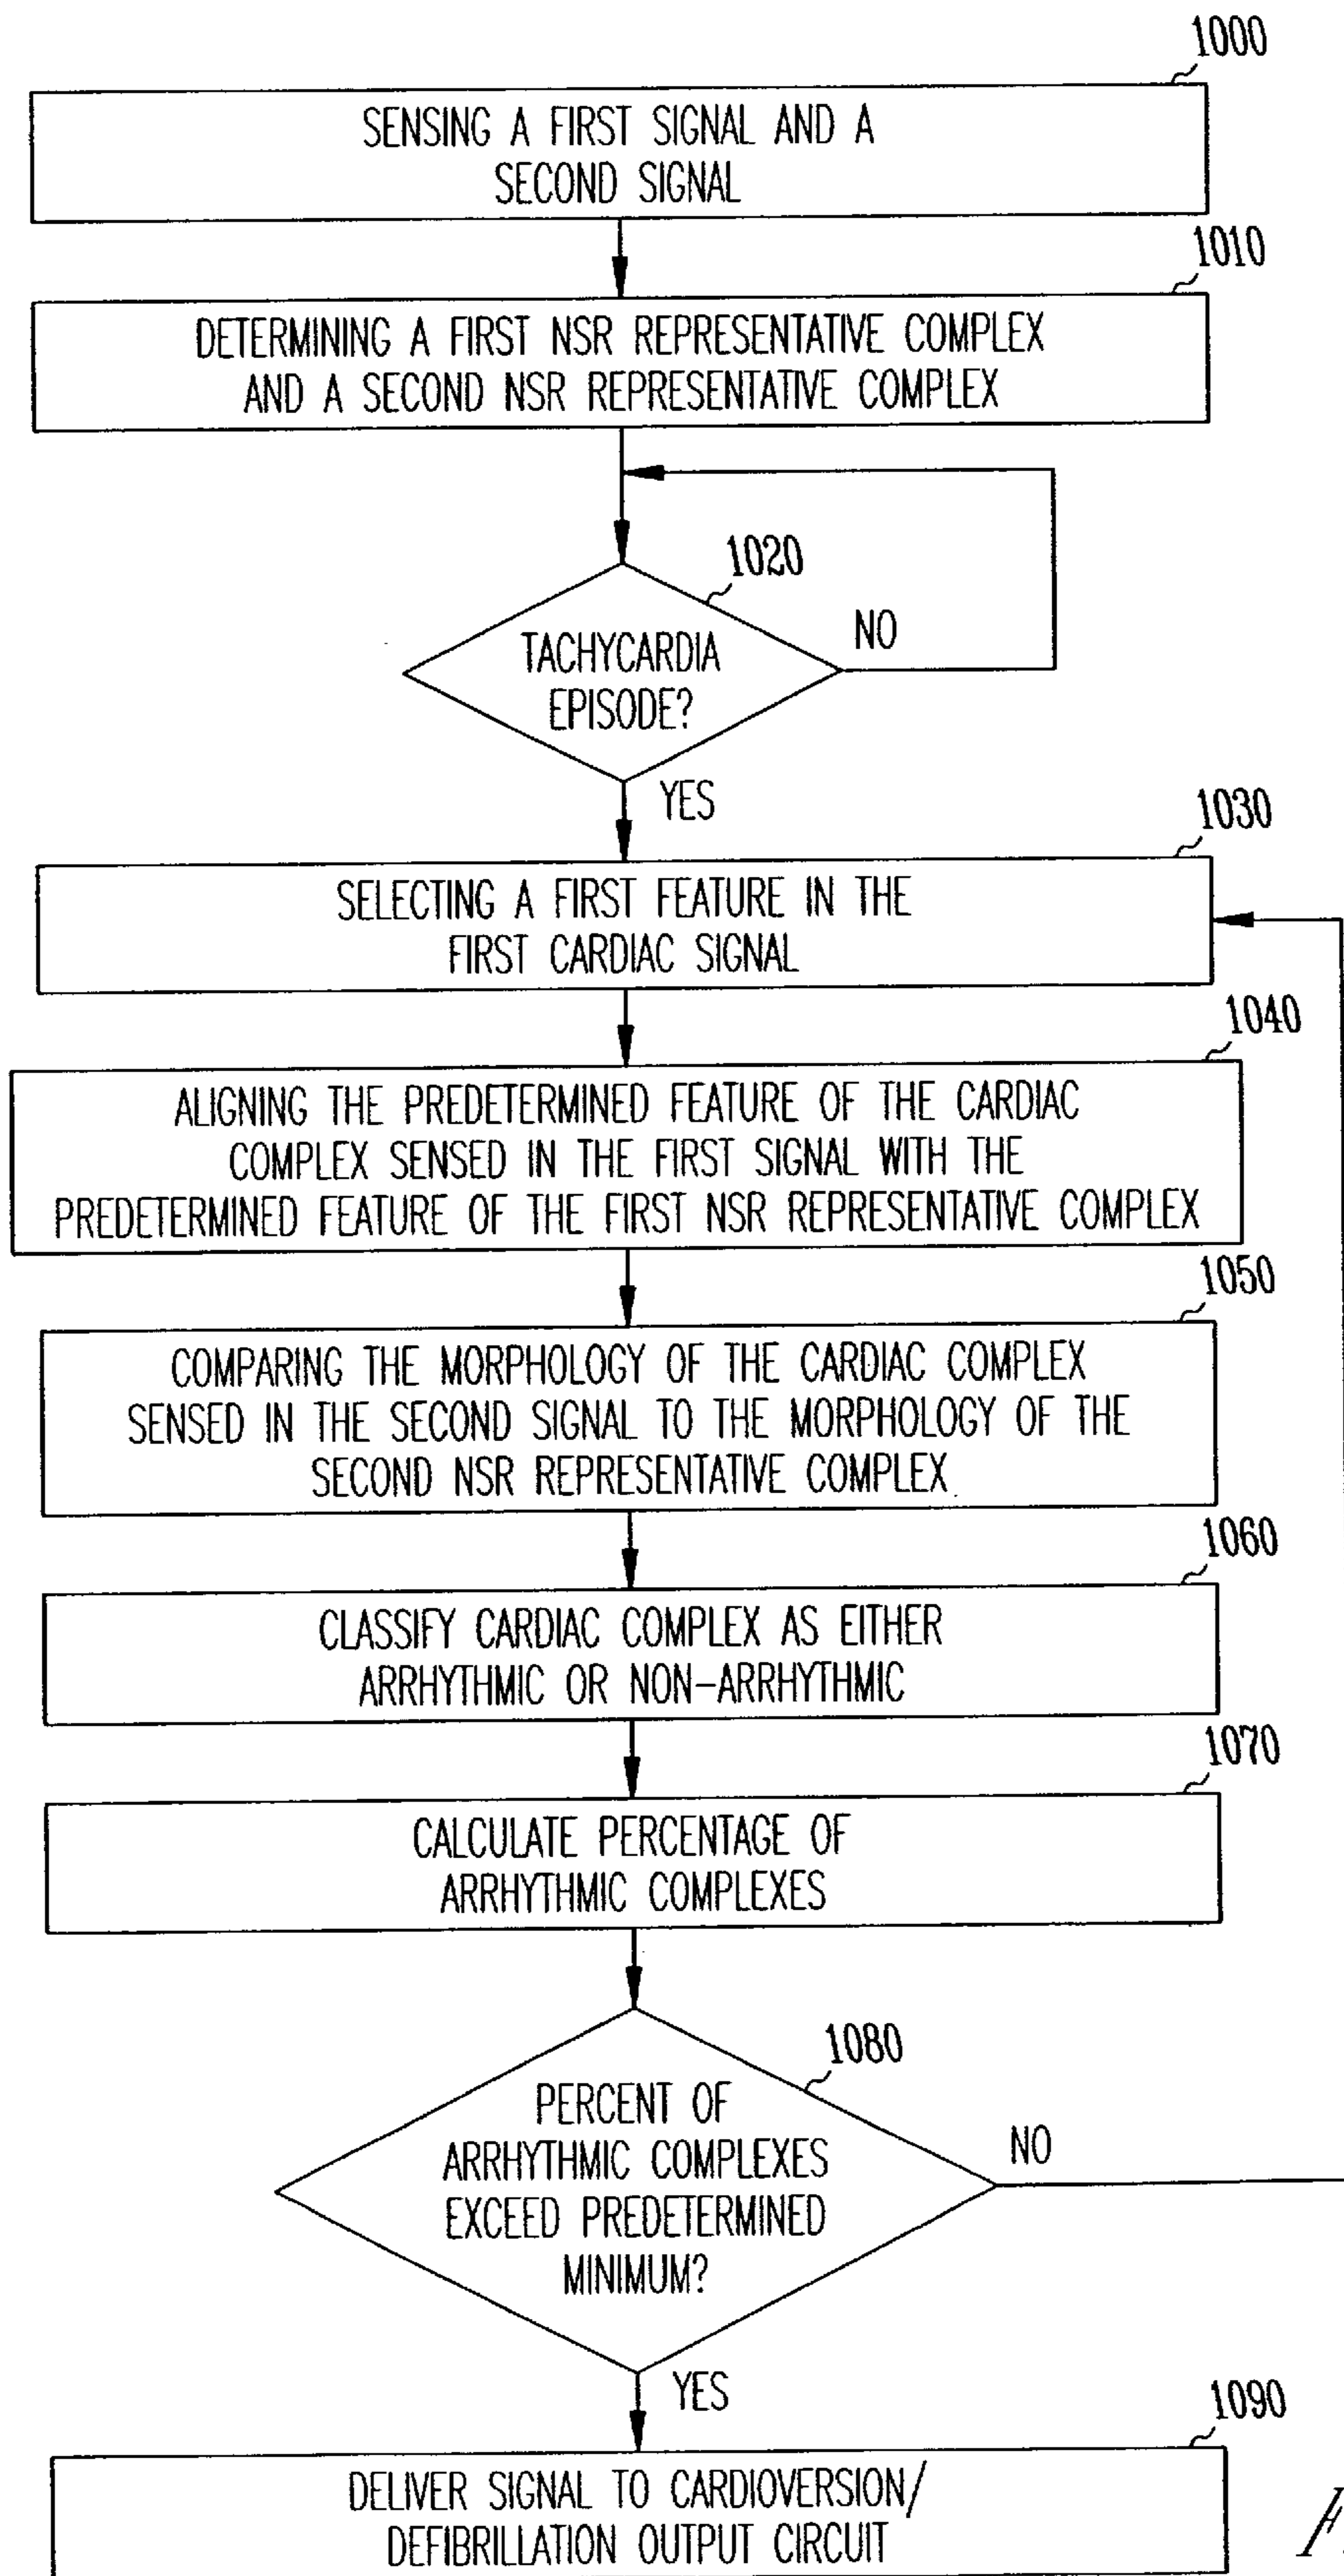 1000
SENSING A FIRST SIGNAL AND A
SECOND SIGNAL
1010
DETERMINING A FIRST NSR REPRESENTATIVE COMPLEX
AND A SECOND NSR REPRESENTATIVE COMPLEX
1020
TACHYCARDIA
EPISODE?
NO
YES
1030
SELECTING A FIRST FEATURE IN THE
FIRST CARDIAC SIGNAL
1040
ALIGNING THE PREDETERMINED FEATURE OF THE CARDIAC
COMPLEX SENSED IN THE FIRST SIGNAL WITH THE
PREDETERMINED FEATURE OF THE FIRST NSR REPRESENTATIVE COMPLEX
1050
COMPARING THE MORPHOLOGY OF THE CARDIAC COMPLEX
SENSED IN THE SECOND SIGNAL TO THE MORPHOLOGY OF THE
SECOND NSR REPRESENTATIVE COMPLEX
1060
CLASSIFY CARDIAC COMPLEX AS EITHER
ARRHYTHMIC OR NON-ARRHYTHMIC
1070
CALCULATE PERCENTAGE OF
ARRHYTHMIC COMPLEXES
1080
PERCENT OF
ARRHYTHMIC COMPLEXES
EXCEED PREDETERMINED
MINIMUM?
NO
YES
1090
DELIVER SIGNAL TO CARDIOVERSION/
DEFIBRILLATION OUTPUT CIRCUIT